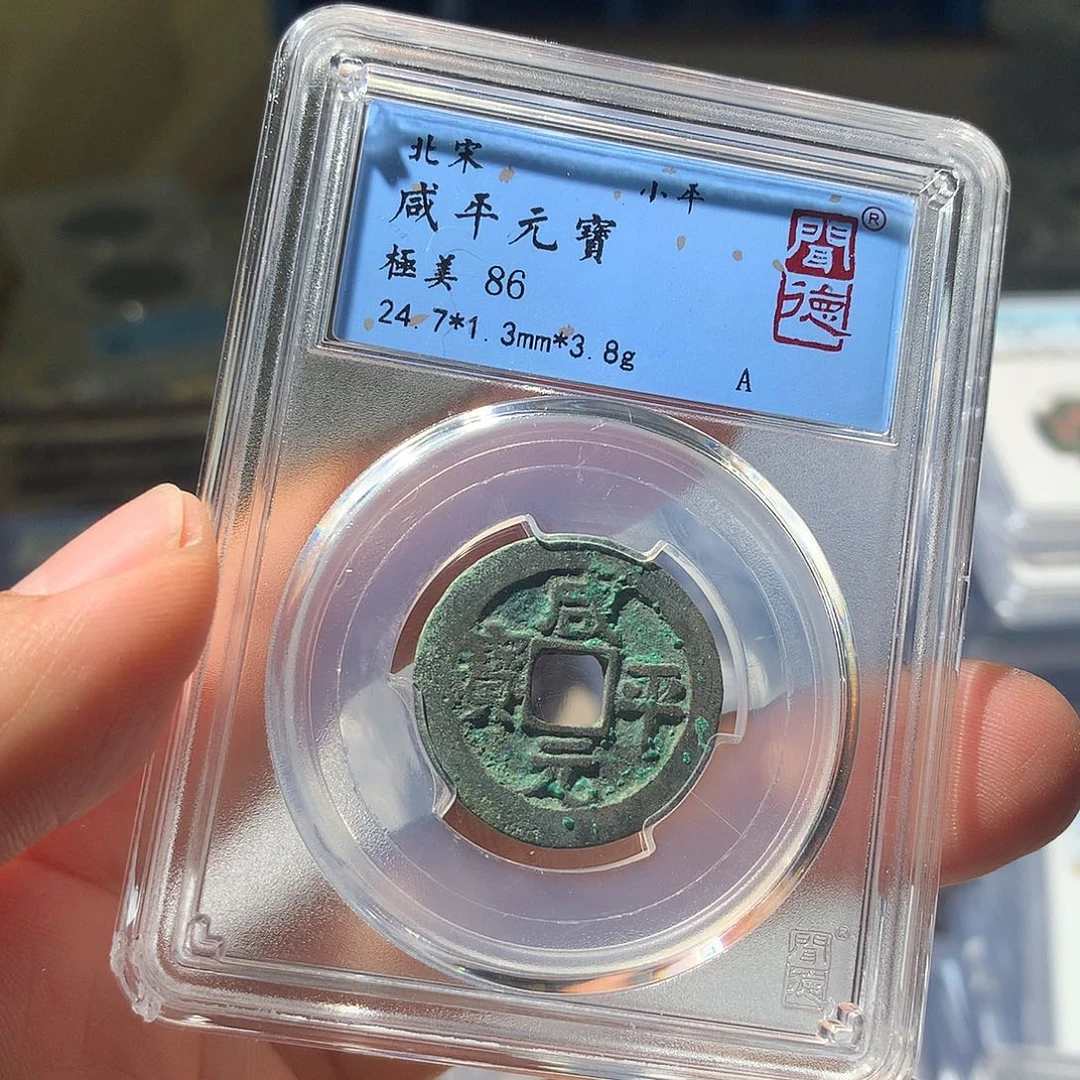 北宋
小平
咸平元寶
極美 86
24.7*1.3mm*3.8g
A
聞德®
咸平元寶
聞德®